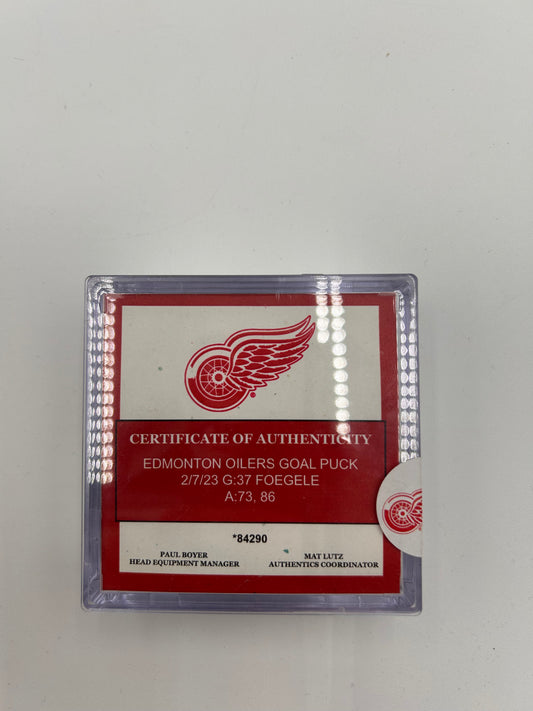 CERTIFICATE OF AUTHENTICITY
EDMONTON OILERS GOAL PUCK
2/7/23 G:37 FOEGELE
A:73, 86
*84290
PAUL BOYER
HEAD EQUIPMENT MANAGER
MAT LUTZ
AUTHENTICS COORDINATOR